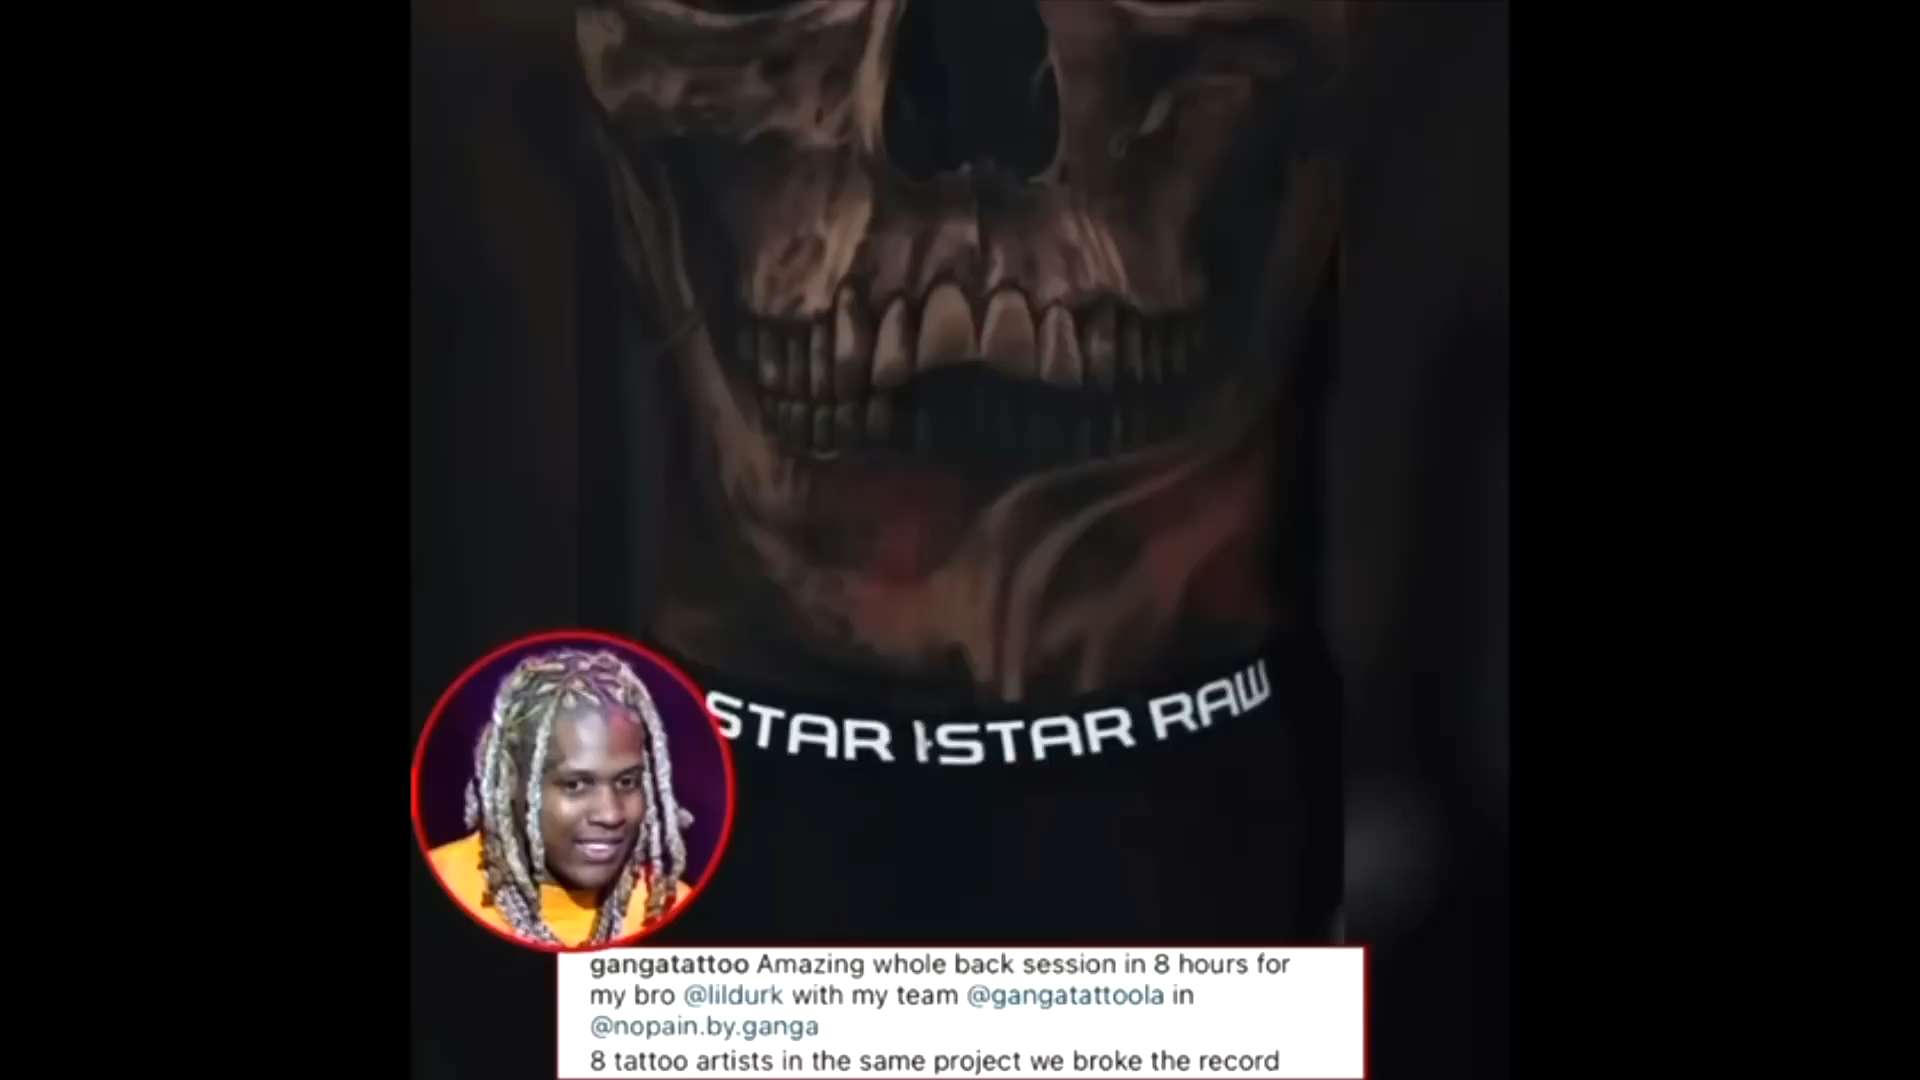 STAR STAR RAW
gangatattoo Amazing whole back session in 8 hours for
my bro @lildurk with my team @gangatattoola in
@nopain.by.ganga
8 tattoo artists in the same project we broke the record